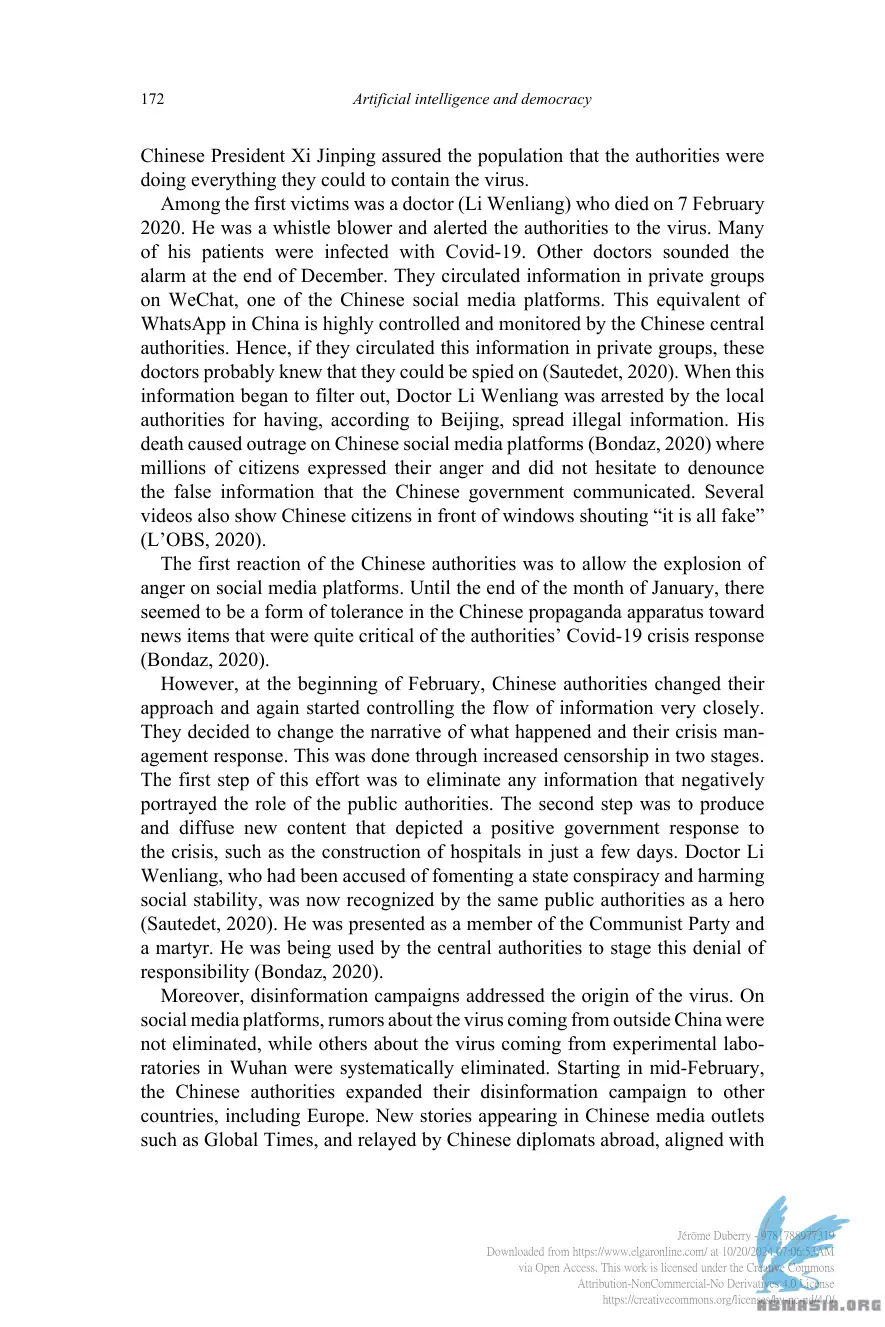 172 Artificial intelligence and democracy
Chinese President Xi Jinping assured the population that the authorities were
doing everything they could to contain the virus.
Among the first victims was a doctor (Li Wenliang) who died on 7 February
2020. He was a whistle blower and alerted the authorities to the virus. Many
of his patients were infected with Covid-19. Other doctors sounded the
alarm at the end of December. They circulated information in private groups
on WeChat, one of the Chinese social media platforms. This equivalent of
WhatsApp in China is highly controlled and monitored by the Chinese central
authorities. Hence, if they circulated this information in private groups, these
doctors probably knew that they could be spied on (Sautedet, 2020). When this
information began to filter out, Doctor Li Wenliang was arrested by the local
authorities for having, according to Beijing, spread illegal information. His
death caused outrage on Chinese social media platforms (Bondaz, 2020) where
millions of citizens expressed their anger and did not hesitate to denounce
the false information that the Chinese government communicated. Several
videos also show Chinese citizens in front of windows shouting “it is all fake”
(L’OBS, 2020).
The first reaction of the Chinese authorities was to allow the explosion of
anger on social media platforms. Until the end of the month of January, there
seemed to be a form of tolerance in the Chinese propaganda apparatus toward
news items that were quite critical of the authorities’ Covid-19 crisis response
(Bondaz, 2020).
However, at the beginning of February, Chinese authorities changed their
approach and again started controlling the flow of information very closely.
They decided to change the narrative of what happened and their crisis man-
agement response. This was done through increased censorship in two stages.
The first step of this effort was to eliminate any information that negatively
portrayed the role of the public authorities. The second step was to produce
and diffuse new content that depicted a positive government response to
the crisis, such as the construction of hospitals in just a few days. Doctor Li
Wenliang, who had been accused of fomenting a state conspiracy and harming
social stability, was now recognized by the same public authorities as a hero
(Sautedet, 2020). He was presented as a member of the Communist Party and
a martyr. He was being used by the central authorities to stage this denial of
responsibility (Bondaz, 2020).
Moreover, disinformation campaigns addressed the origin of the virus. On
social media platforms, rumors about the virus coming from outside China were
not eliminated, while others about the virus coming from experimental labo-
ratories in Wuhan were systematically eliminated. Starting in mid-February,
the Chinese authorities expanded their disinformation campaign to other
countries, including Europe. New stories appearing in Chinese media outlets
such as Global Times, and relayed by Chinese diplomats abroad, aligned with
Jérôme Duberry - 9781788977319
Downloaded from https://www.elgaronline.com/ at 10/20/2024 07:06:53AM
via Open Access. This work is licensed under the Creative Commons
Attribution-NonCommercial-No Derivatives 4.0 License
https://creativecommons.org/licenses/by-nc-nd/4.0/
ABMASIA.ORG